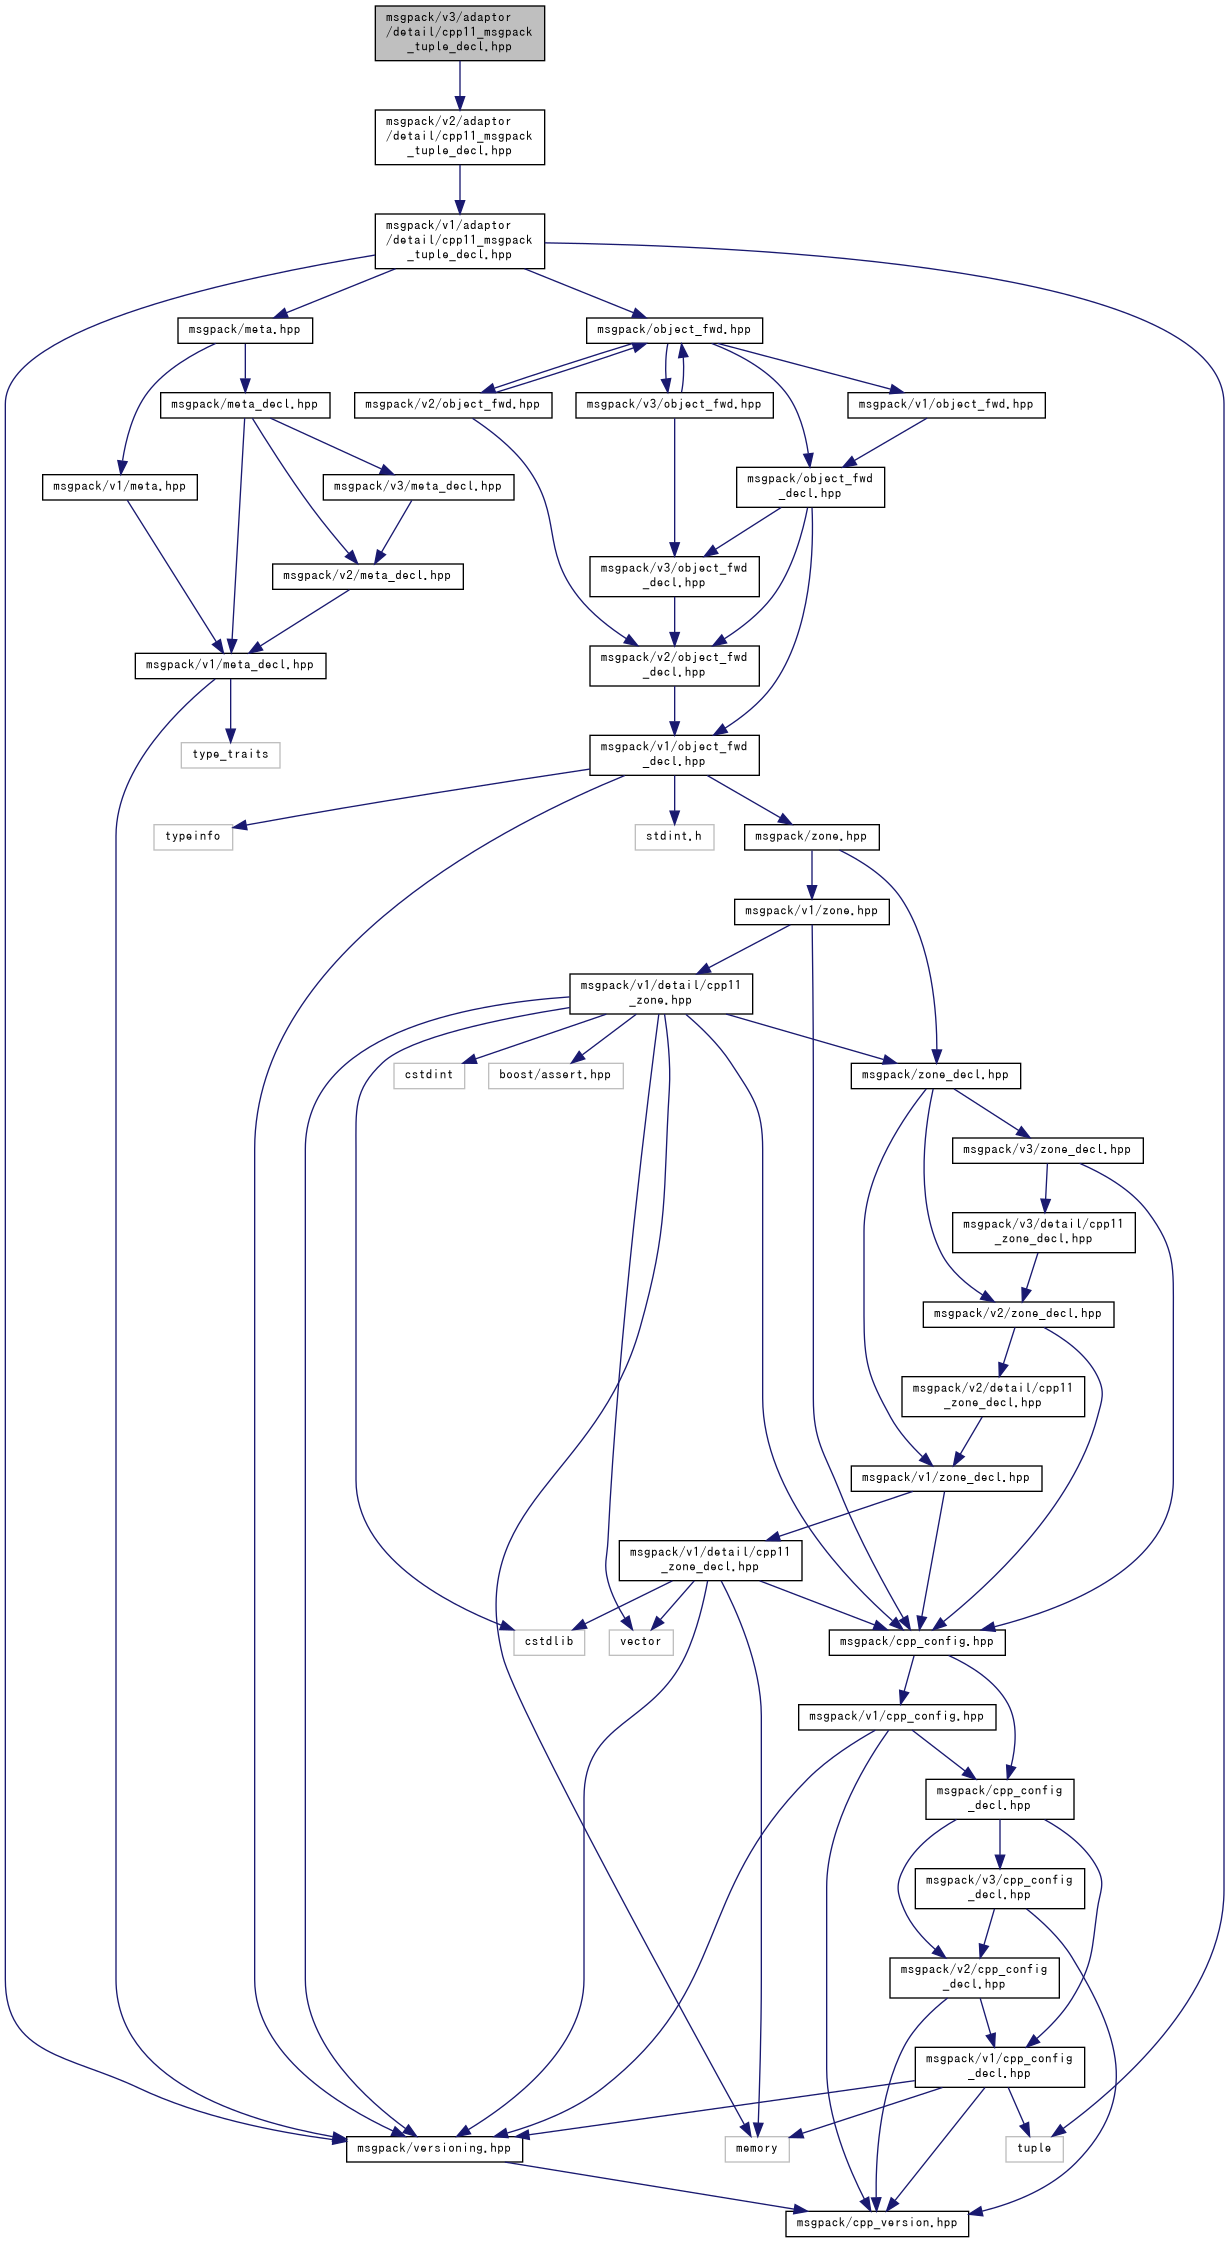 msgpack/v3/adaptor
/detail/cpp11_msgpack
_tuple_decl.hpp
msgpack/v2/adaptor
/detail/cpp11_msgpack
_tuple_decl.hpp
msgpack/v1/adaptor
/detail/cpp11_msgpack
_tuple_decl.hpp
msgpack/meta.hpp
msgpack/object_fwd.hpp
msgpack/meta_decl.hpp
msgpack/v2/object_fwd.hpp
msgpack/v3/object_fwd.hpp
msgpack/v1/object_fwd.hpp
msgpack/v1/meta.hpp
msgpack/v3/meta_decl.hpp
msgpack/object_fwd
_decl.hpp
msgpack/v2/meta_decl.hpp
msgpack/v3/object_fwd
_decl.hpp
msgpack/v1/meta_decl.hpp
msgpack/v2/object_fwd
_decl.hpp
type_traits
msgpack/v1/object_fwd
_decl.hpp
typeinfo
stdint.h
msgpack/zone.hpp
msgpack/v1/zone.hpp
msgpack/v1/detail/cpp11
_zone.hpp
cstdint
boost/assert.hpp
msgpack/zone_decl.hpp
msgpack/v3/zone_decl.hpp
msgpack/v3/detail/cpp11
_zone_decl.hpp
msgpack/v2/zone_decl.hpp
msgpack/v2/detail/cpp11
_zone_decl.hpp
msgpack/v1/zone_decl.hpp
msgpack/v1/detail/cpp11
_zone_decl.hpp
cstdlib
vector
msgpack/cpp_config.hpp
msgpack/v1/cpp_config.hpp
msgpack/cpp_config
_decl.hpp
msgpack/v3/cpp_config
_decl.hpp
msgpack/v2/cpp_config
_decl.hpp
msgpack/v1/cpp_config
_decl.hpp
msgpack/versioning.hpp
memory
tuple
msgpack/cpp_version.hpp